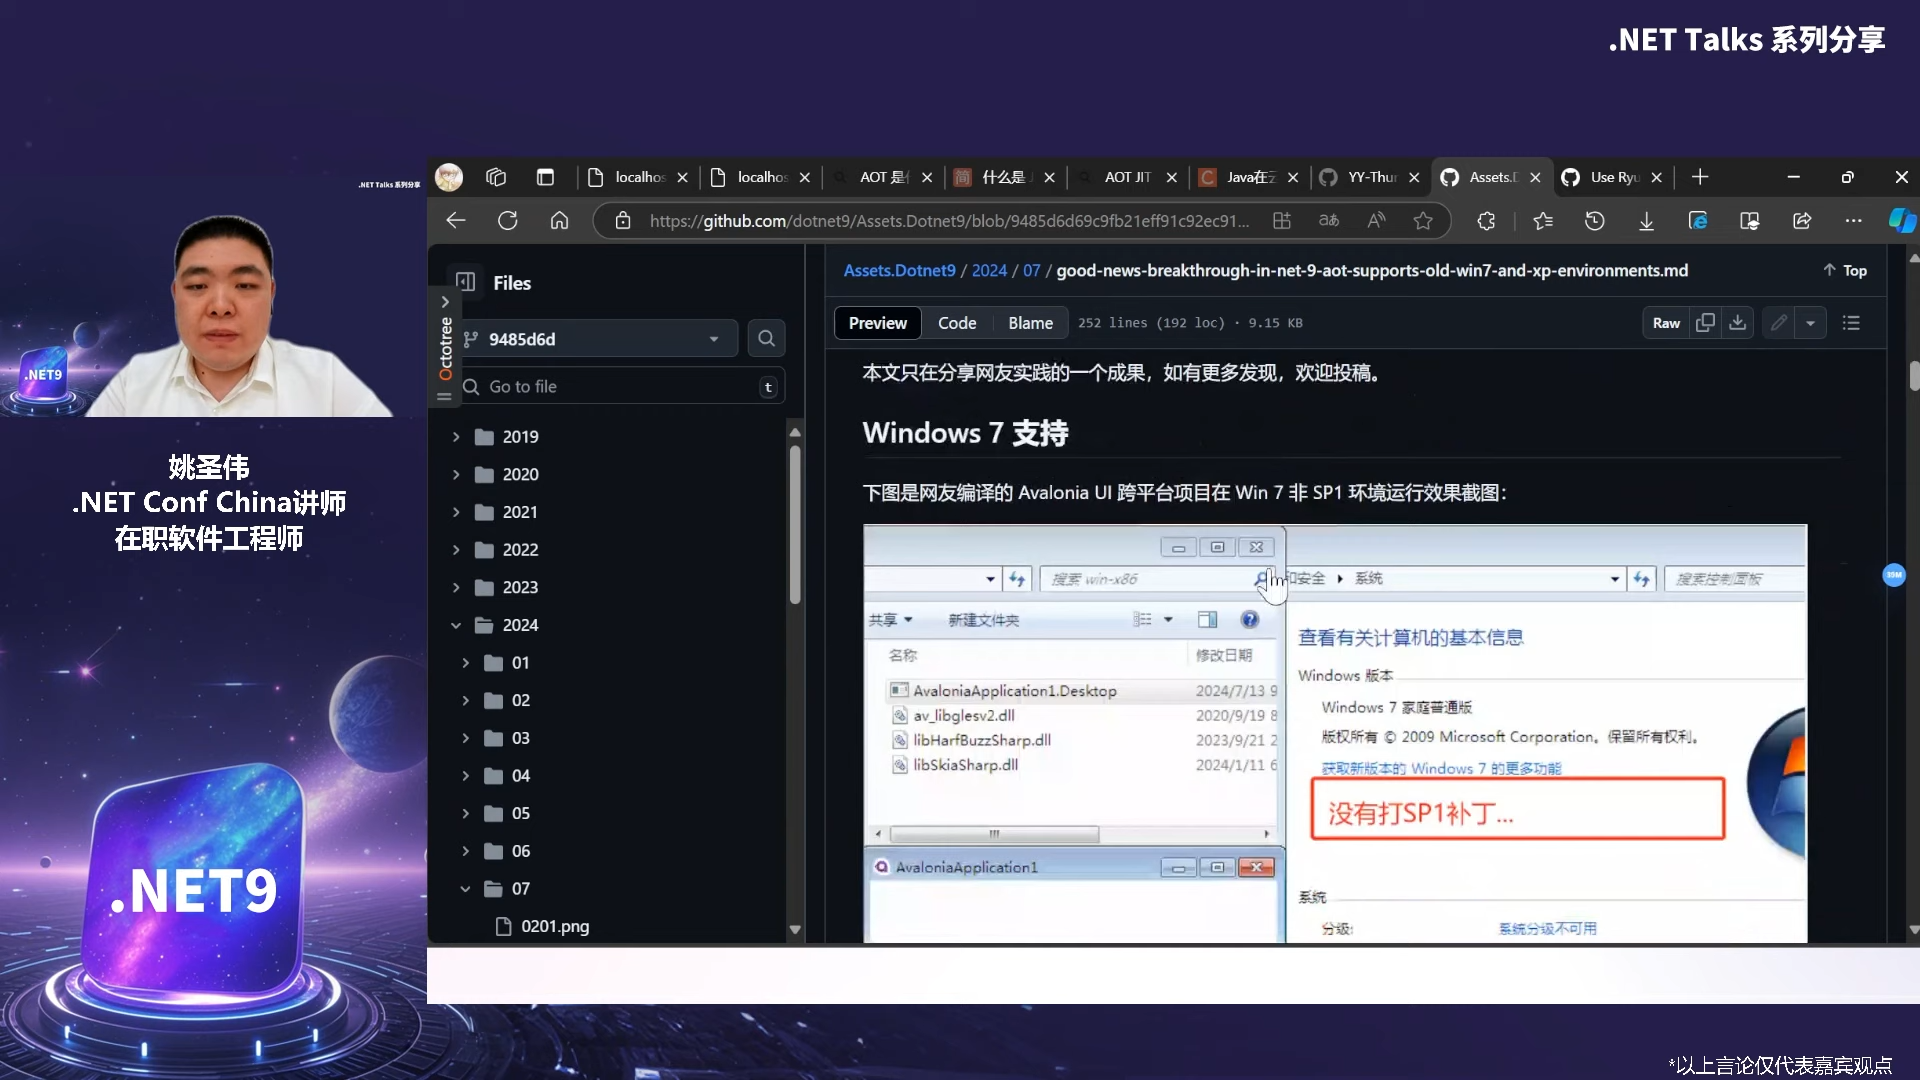 .NET Talks 系列分享
.NET Talks 系列分享
.NET9
姚圣伟
.NET Conf China讲师
在职软件工程师
.NET9
localhos
localhos
AOT 是
什么是
AOT JIT
Java在云
YY-Thun
Assets.D
Use Ryu
https://github.com/dotnet9/Assets.Dotnet9/blob/9485d6d69c9fb21eff91c92ec91...
Octotree
Files
9485d6d
Go to file
t
2019
2020
2021
2022
2023
2024
01
02
03
04
05
06
07
0201.png
Assets.Dotnet9 / 2024 / 07 / good-news-breakthrough-in-net-9-aot-supports-old-win7-and-xp-environments.md
Top
Preview Code Blame 252 lines (192 loc) · 9.15 KB
Raw
本文只在分享网友实践的一个成果，如有更多发现，欢迎投稿。
Windows 7 支持
下图是网友编译的 Avalonia UI 跨平台项目在 Win 7 非 SP1 环境运行效果截图：
搜索 win-x86
和安全 系统
搜索控制面板
共享
新建文件夹
名称
修改日期
AvaloniaApplication1.Desktop 2024/7/13 9
av_libglesv2.dll 2020/9/19 8
libHarfBuzzSharp.dll 2023/9/21 2
libSkiaSharp.dll 2024/1/11 6
AvaloniaApplication1
查看有关计算机的基本信息
Windows 版本
Windows 7 家庭普通版
版权所有 © 2009 Microsoft Corporation。保留所有权利。
获取新版本的 Windows 7 的更多功能
没有打SP1补丁...
系统
分级:
系统分级不可用
*以上言论仅代表嘉宾观点